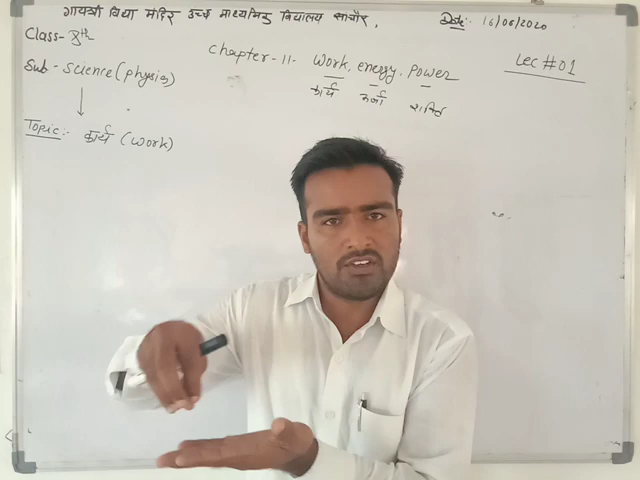 गायत्री विद्या मंदिर उच्च माध्यमिक विद्यालय सांचौर.
Date:- 16/06/2020
Class- 8th
Chapter-11- Work, energy, power
Lec #01
Sub- Science (physics)
कार्य ऊर्जा शक्ति
Topic:- कार्य (work)